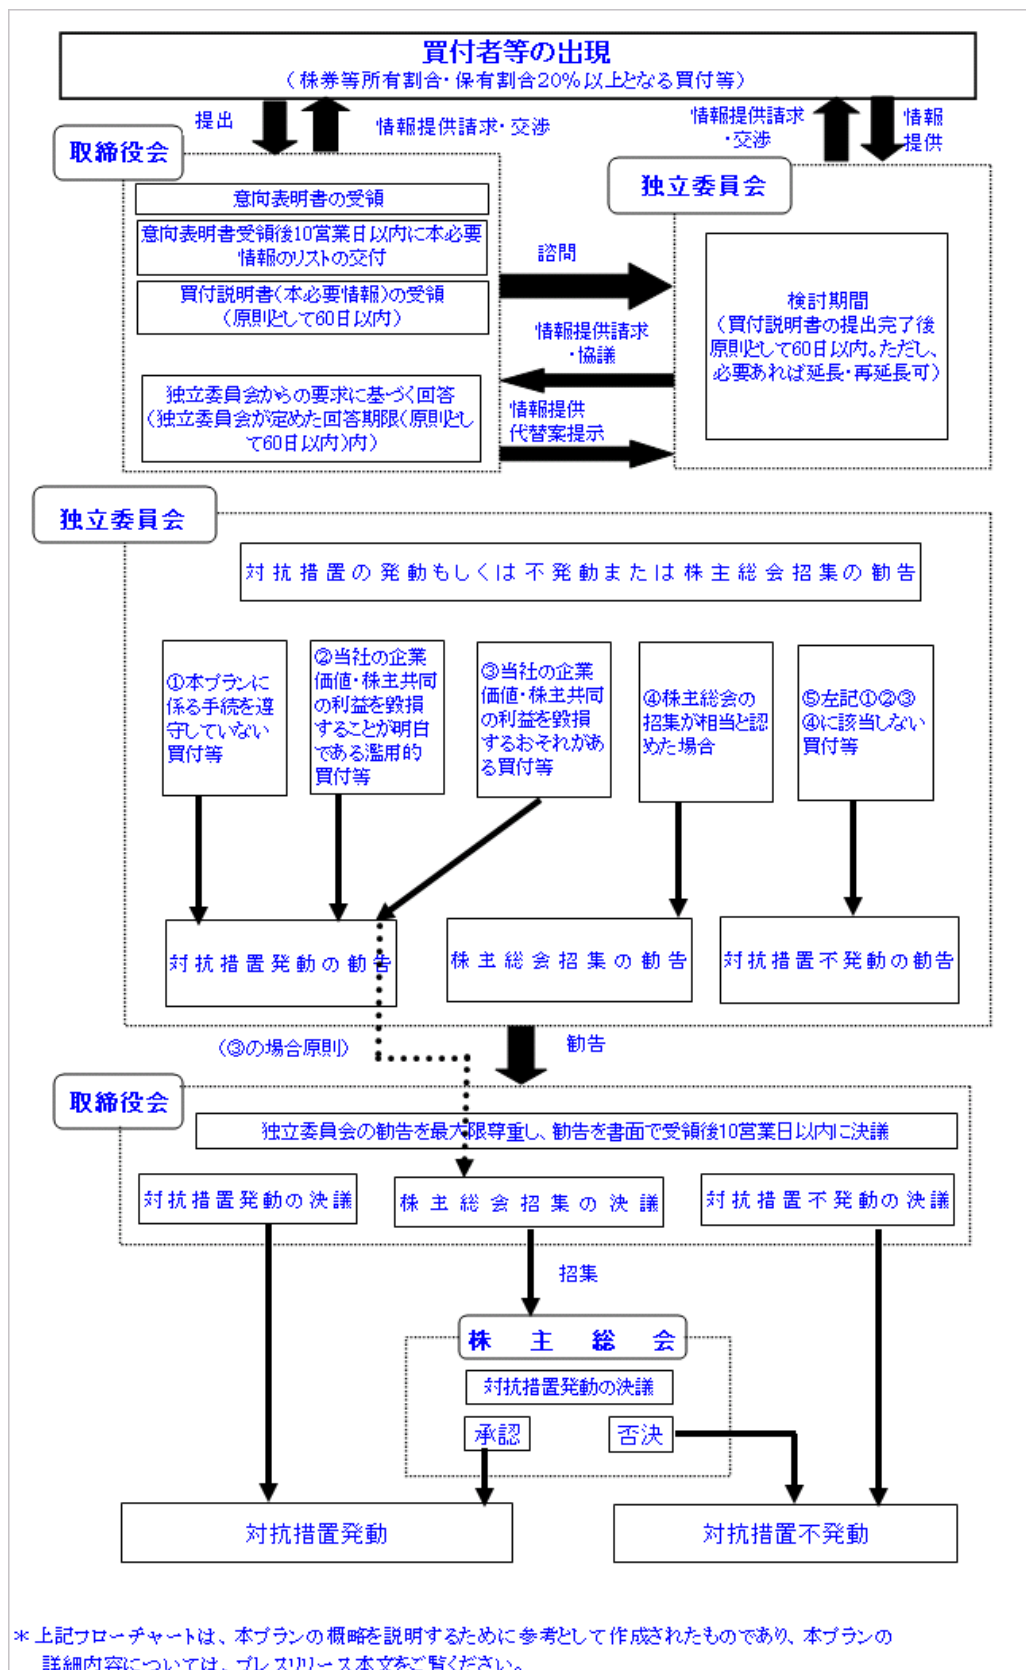 買付者等の出現
(株券等所有割合・保有割合20%以上となる買付等)
提出
情報提供請求・交渉
情報提供請求
・交渉
情報
提供
取締役会
独立委員会
意向表明書の受領
意向表明書受領後10営業日以内に本必要
情報のリストの交付
買付説明書(本必要情報)の受領
(原則として60日以内)
諮問
情報提供請求
・協議
検討期間
(買付説明書の提出完了後
原則として60日以内。ただし、
必要あれば延長・再延長可)
独立委員会からの要求に基づく回答
(独立委員会が定めた回答期限(原則とし
て60日以内)内)
情報提供
代替案提示
独立委員会
対抗措置の発動もしくは不発動または株主総会招集の勧告
①本プランに
係る手続を遵
守していない
買付等
②当社の企業
価値・株主共同
の利益を毀損
することが明白
である濫用的
買付等
③当社の企業
価値・株主共同
の利益を毀損
するおそれがあ
る買付等
④株主総会の
招集が相当と認
めた場合
⑤左記①②③
④に該当しない
買付等
対抗措置発動の勧告
株主総会招集の勧告
対抗措置不発動の勧告
(③の場合原則)
勧告
取締役会
独立委員会の勧告を最大限尊重し、勧告を書面で受領後10営業日以内に決議
対抗措置発動の決議
株主総会招集の決議
対抗措置不発動の決議
招集
株主総会
対抗措置発動の決議
承認
否決
対抗措置発動
対抗措置不発動
*上記フローチャートは、本プランの概略を説明するために参考として作成されたものであり、本プランの
詳細内容については、プレスリリース本文をご覧ください。